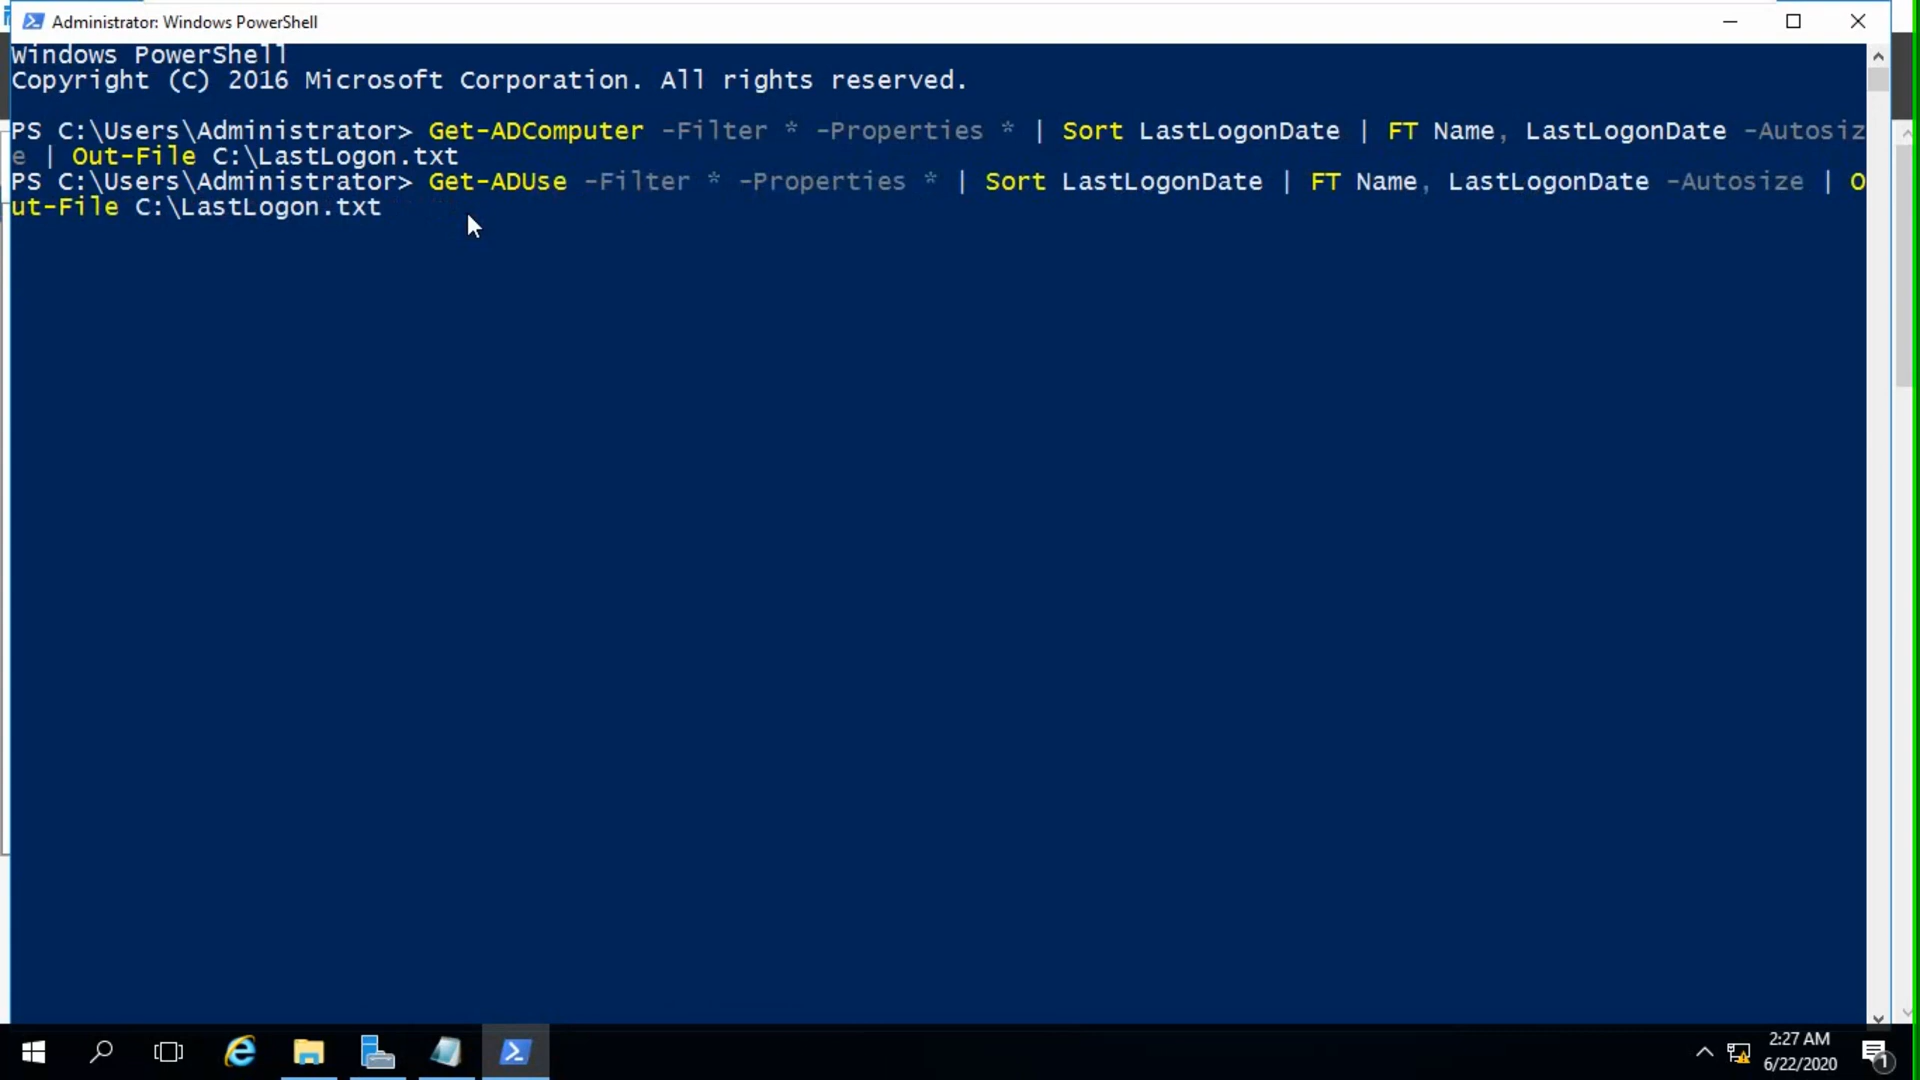 Administrator: Windows PowerShell
Windows PowerShell
Copyright (C) 2016 Microsoft Corporation. All rights reserved.
PS C:\Users\Administrator> Get-ADComputer -Filter * -Properties * | Sort LastLogonDate | FT Name, LastLogonDate -Autosiz
e | Out-File C:\LastLogon.txt
PS C:\Users\Administrator> Get-ADUse -Filter * -Properties * | Sort LastLogonDate | FT Name, LastLogonDate -Autosize | O
ut-File C:\LastLogon.txt
2:27 AM
6/22/2020
1